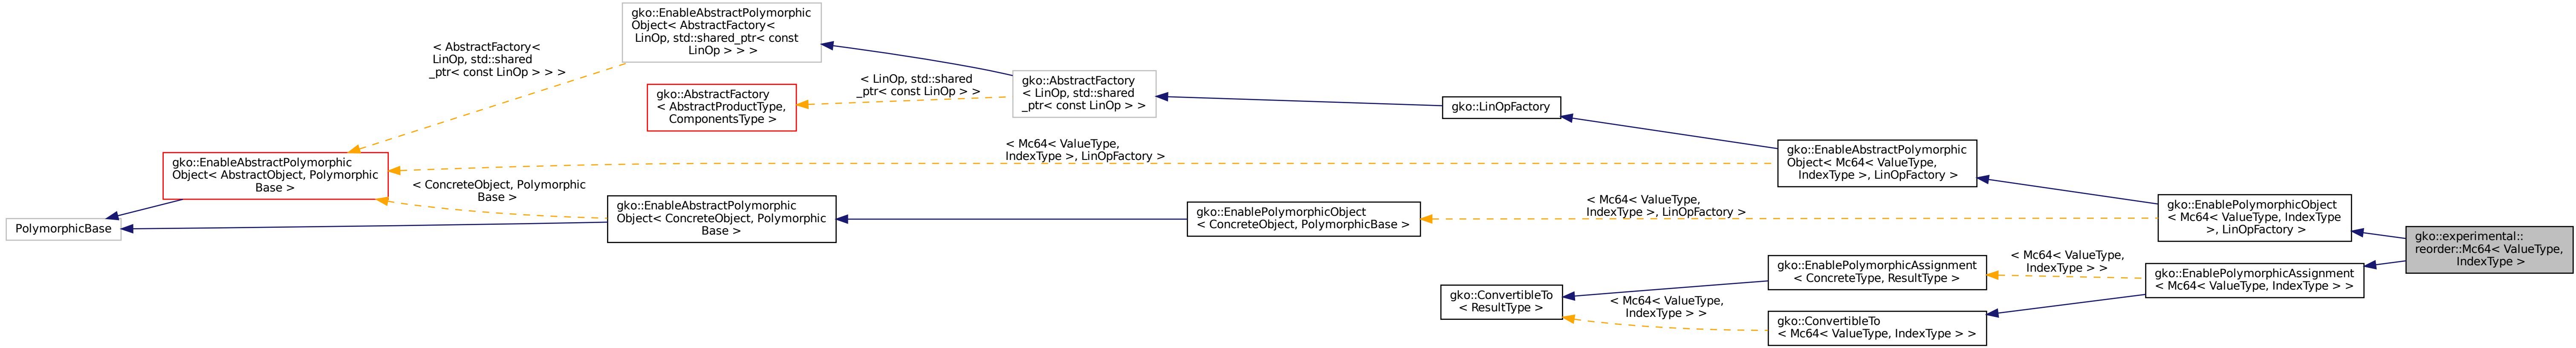 gko::EnableAbstractPolymorphic
Object< AbstractFactory<
LinOp, std::shared_ptr< const
LinOp > > >
< AbstractFactory<
LinOp, std::shared
_ptr< const LinOp > > >
gko::AbstractFactory
< AbstractProductType,
ComponentsType >
< LinOp, std::shared
_ptr< const LinOp > >
gko::AbstractFactory
< LinOp, std::shared
_ptr< const LinOp > >
gko::LinOpFactory
gko::EnableAbstractPolymorphic
Object< AbstractObject, Polymorphic
Base >
< Mc64< ValueType,
IndexType >, LinOpFactory >
gko::EnableAbstractPolymorphic
Object< Mc64< ValueType,
IndexType >, LinOpFactory >
< ConcreteObject, Polymorphic
Base >
PolymorphicBase
gko::EnableAbstractPolymorphic
Object< ConcreteObject, Polymorphic
Base >
gko::EnablePolymorphicObject
< ConcreteObject, PolymorphicBase >
< Mc64< ValueType,
IndexType >, LinOpFactory >
gko::EnablePolymorphicObject
< Mc64< ValueType, IndexType
>, LinOpFactory >
gko::experimental::
reorder::Mc64< ValueType,
IndexType >
gko::EnablePolymorphicAssignment
< ConcreteType, ResultType >
< Mc64< ValueType,
IndexType > >
gko::EnablePolymorphicAssignment
< Mc64< ValueType, IndexType > >
gko::ConvertibleTo
< ResultType >
< Mc64< ValueType,
IndexType > >
gko::ConvertibleTo
< Mc64< ValueType, IndexType > >